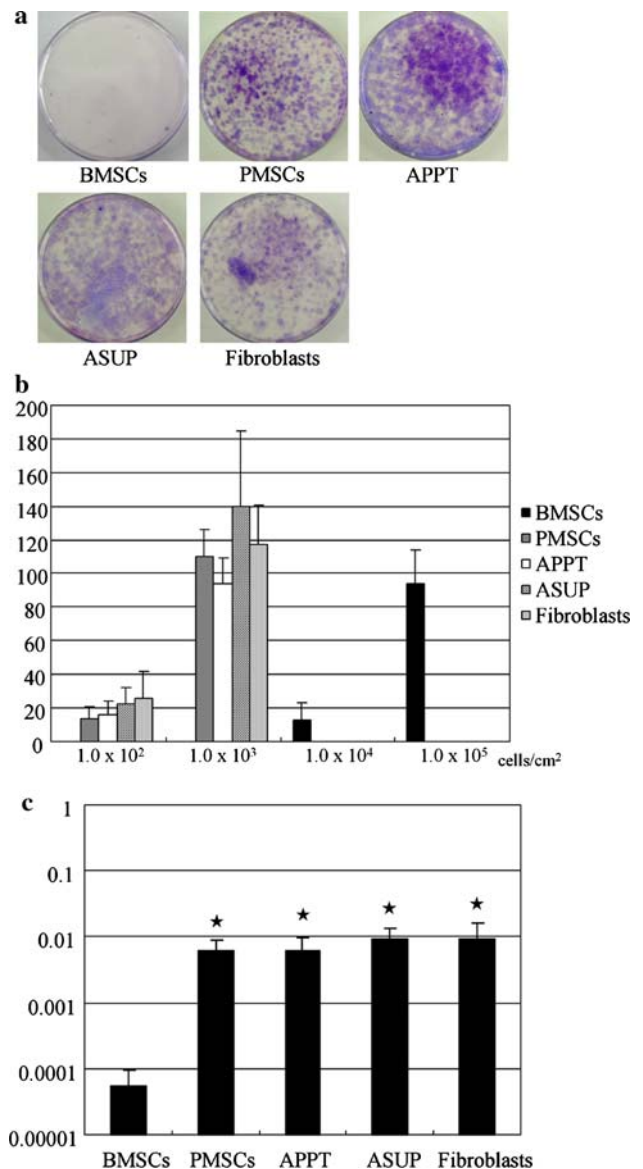 a
BMSCs PMSCs APPT
ASUP Fibroblasts
b
200
180
160
140
120
100
80
60
40
20
0
1.0 x 10² 1.0 x 10³ 1.0 x 10⁴ 1.0 x 10⁵ cells/cm²
BMSCs
PMSCs
APPT
ASUP
Fibroblasts
c
1
0.1
0.01
0.001
0.0001
0.00001
★ ★ ★ ★
BMSCs PMSCs APPT ASUP Fibroblasts